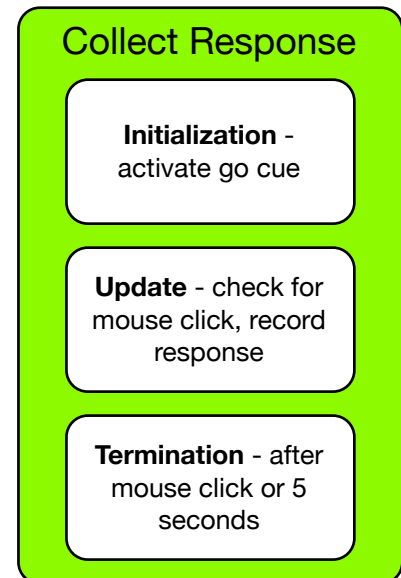 Collect Response
Initialization -
activate go cue
Update - check for
mouse click, record
response
Termination - after
mouse click or 5
seconds